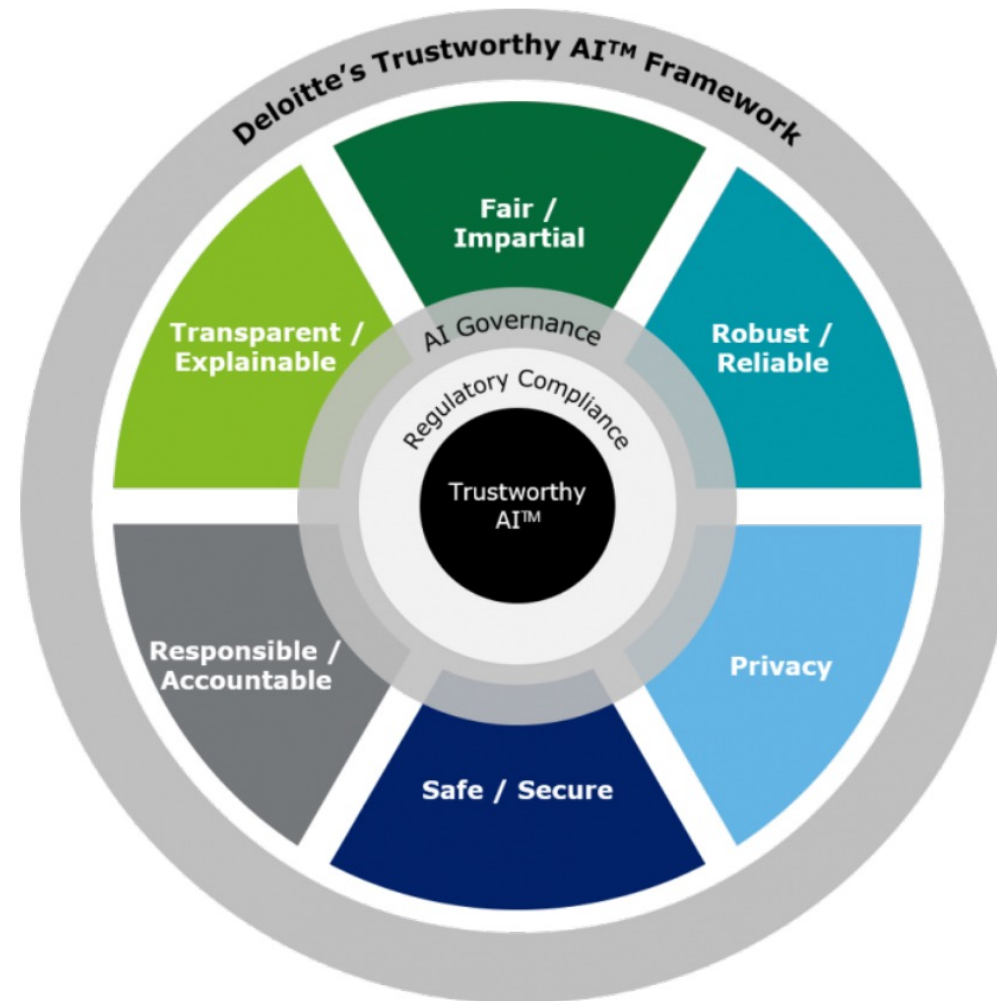 Deloitte’s Trustworthy AI™ Framework
Fair /
Impartial
Transparent /
Explainable
Robust /
Reliable
AI Governance
Regulatory Compliance
Trustworthy
AI™
Responsible /
Accountable
Privacy
Safe / Secure